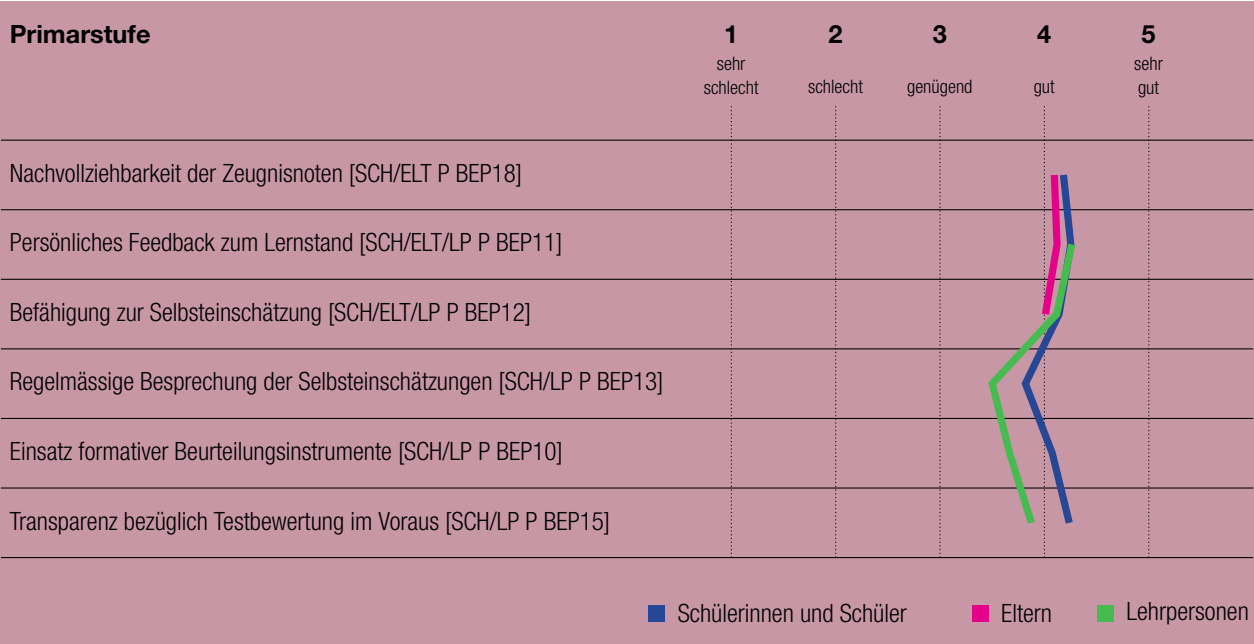 Primarstufe 1 2 3 4 5
sehr schlecht schlecht genügend gut sehr gut
Nachvollziehbarkeit der Zeugnisnoten [SCH/ELT P BEP18]
Persönliches Feedback zum Lernstand [SCH/ELT/LP P BEP11]
Befähigung zur Selbsteinschätzung [SCH/ELT/LP P BEP12]
Regelmässige Besprechung der Selbsteinschätzungen [SCH/LP P BEP13]
Einsatz formativer Beurteilungsinstrumente [SCH/LP P BEP10]
Transparenz bezüglich Testbewertung im Voraus [SCH/LP P BEP15]
Schülerinnen und Schüler Eltern Lehrpersonen